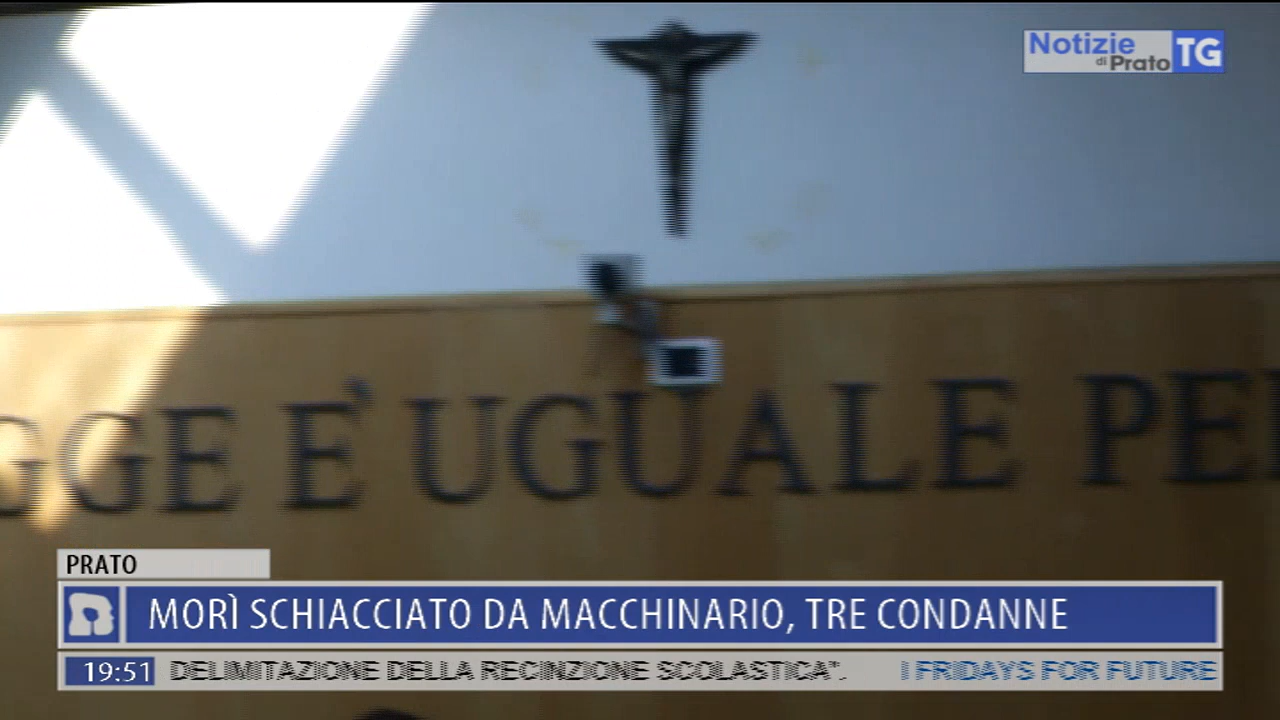 Notizie
di Prato TG
GGE E' UGUALE PE
PRATO
MORÌ SCHIACCIATO DA MACCHINARIO, TRE CONDANNE
19:51 DELIMITAZIONE DELLA RECINZIONE SCOLASTICA". I FRIDAYS FOR FUTURE